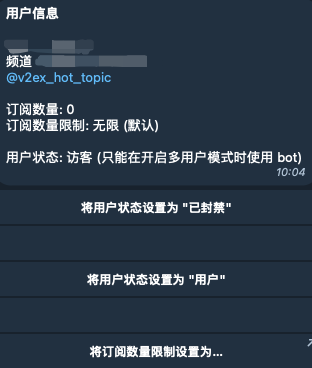 用户信息
频道
@v2ex_hot_topic
订阅数量: 0
订阅数量限制: 无限 (默认)
用户状态: 访客 (只能在开启多用户模式时使用 bot)
10:04
将用户状态设置为 "已封禁"
将用户状态设置为 "用户"
将订阅数量限制设置为...